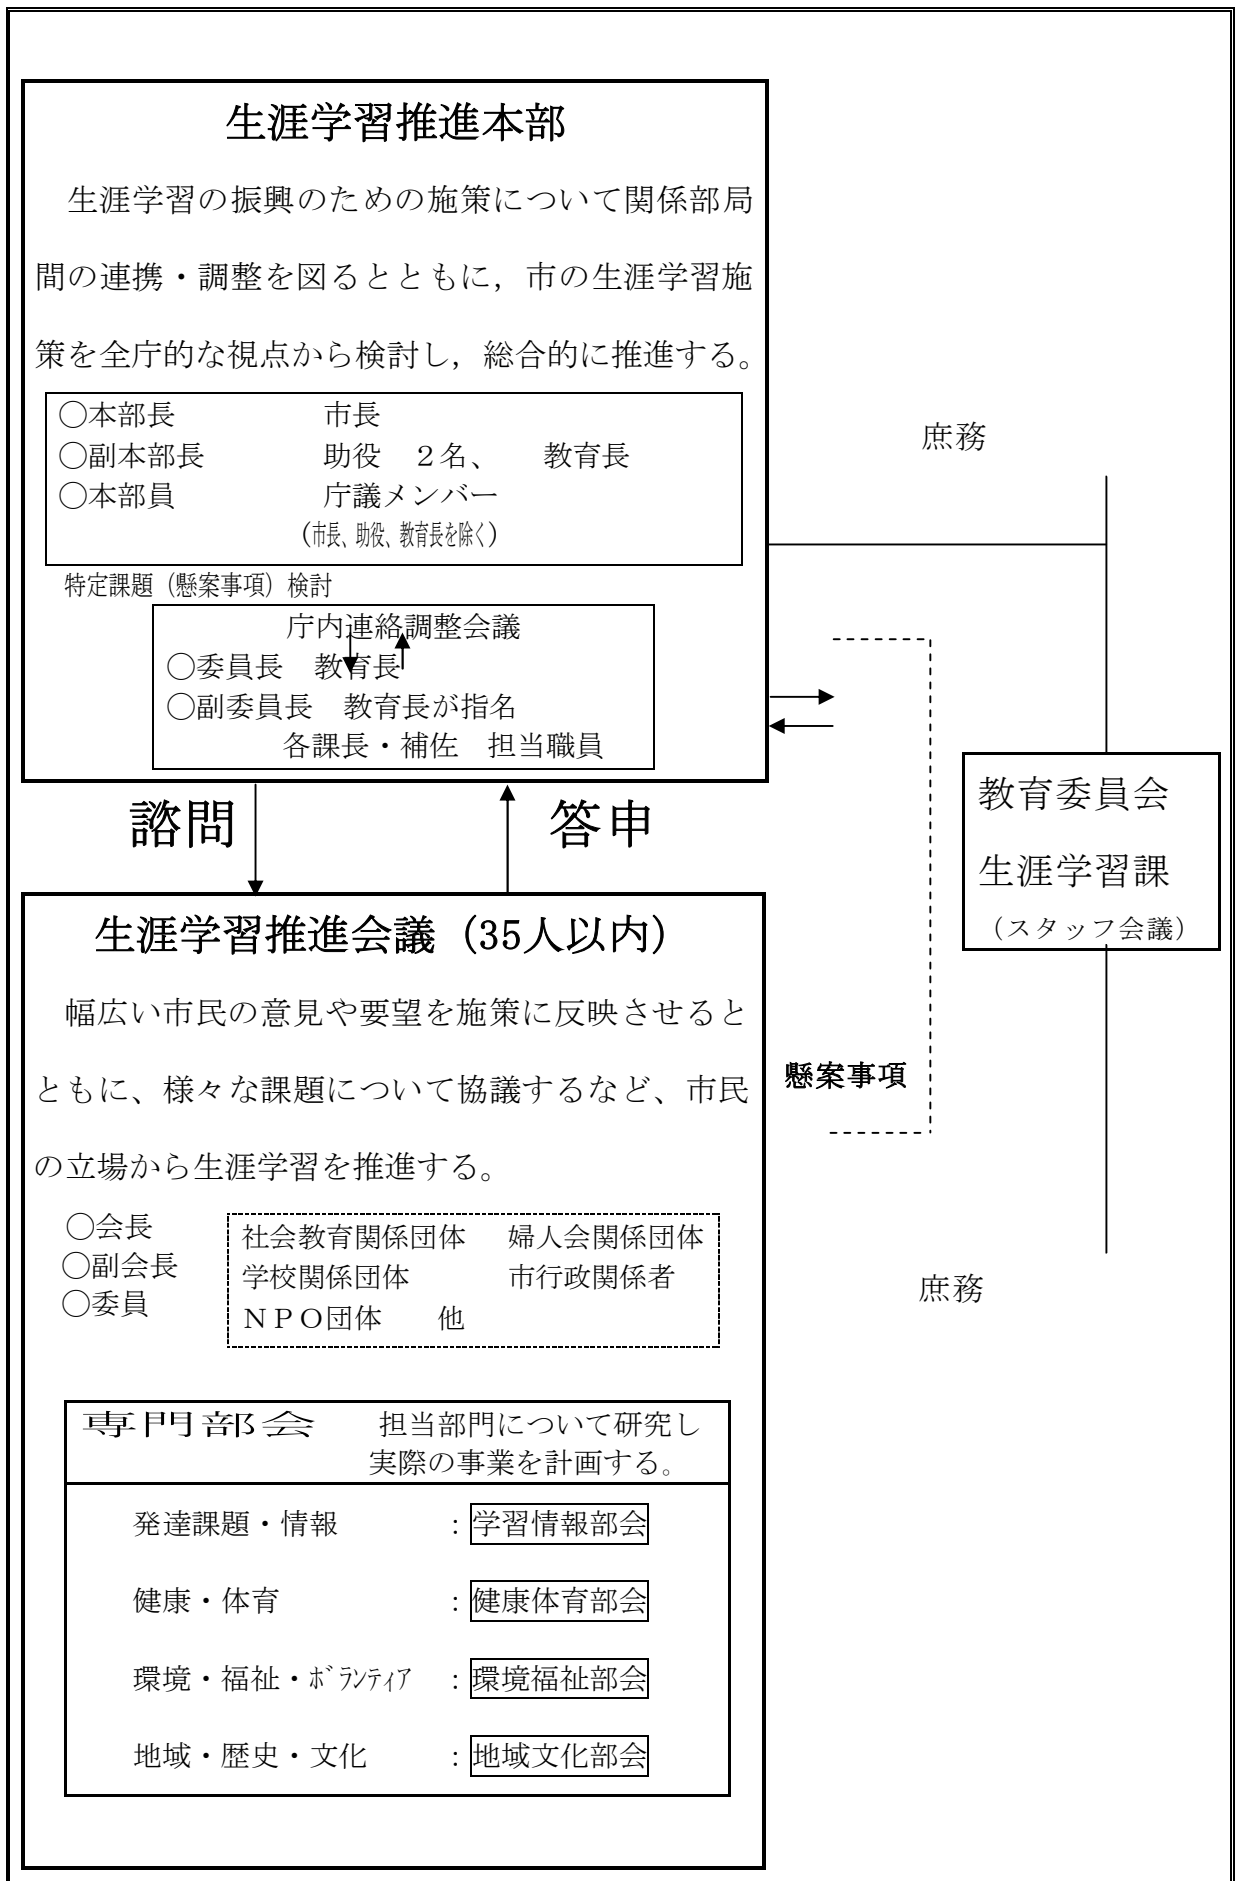 生涯学習推進本部
生涯学習の振興のための施策について関係部局
間の連携・調整を図るとともに，市の生涯学習施
策を全庁的な視点から検討し，総合的に推進する。
○本部長　市長
○副本部長　助役　２名、　教育長
○本部員　庁議メンバー
（市長、助役、教育長を除く）
特定課題（懸案事項）検討
庁内連絡調整会議
○委員長　教育長
○副委員長　教育長が指名
各課長・補佐　担当職員
諮問　答申
生涯学習推進会議（35人以内）
幅広い市民の意見や要望を施策に反映させると
ともに、様々な課題について協議するなど、市民
の立場から生涯学習を推進する。
○会長
○副会長
○委員
社会教育関係団体　婦人会関係団体
学校関係団体　市行政関係者
ＮＰＯ団体　他
専門部会　担当部門について研究し
実際の事業を計画する。
発達課題・情報　：学習情報部会
健康・体育　：健康体育部会
環境・福祉・ﾎﾞﾗﾝﾃｨｱ　：環境福祉部会
地域・歴史・文化　：地域文化部会
庶務
教育委員会
生涯学習課
（スタッフ会議）
懸案事項
庶務